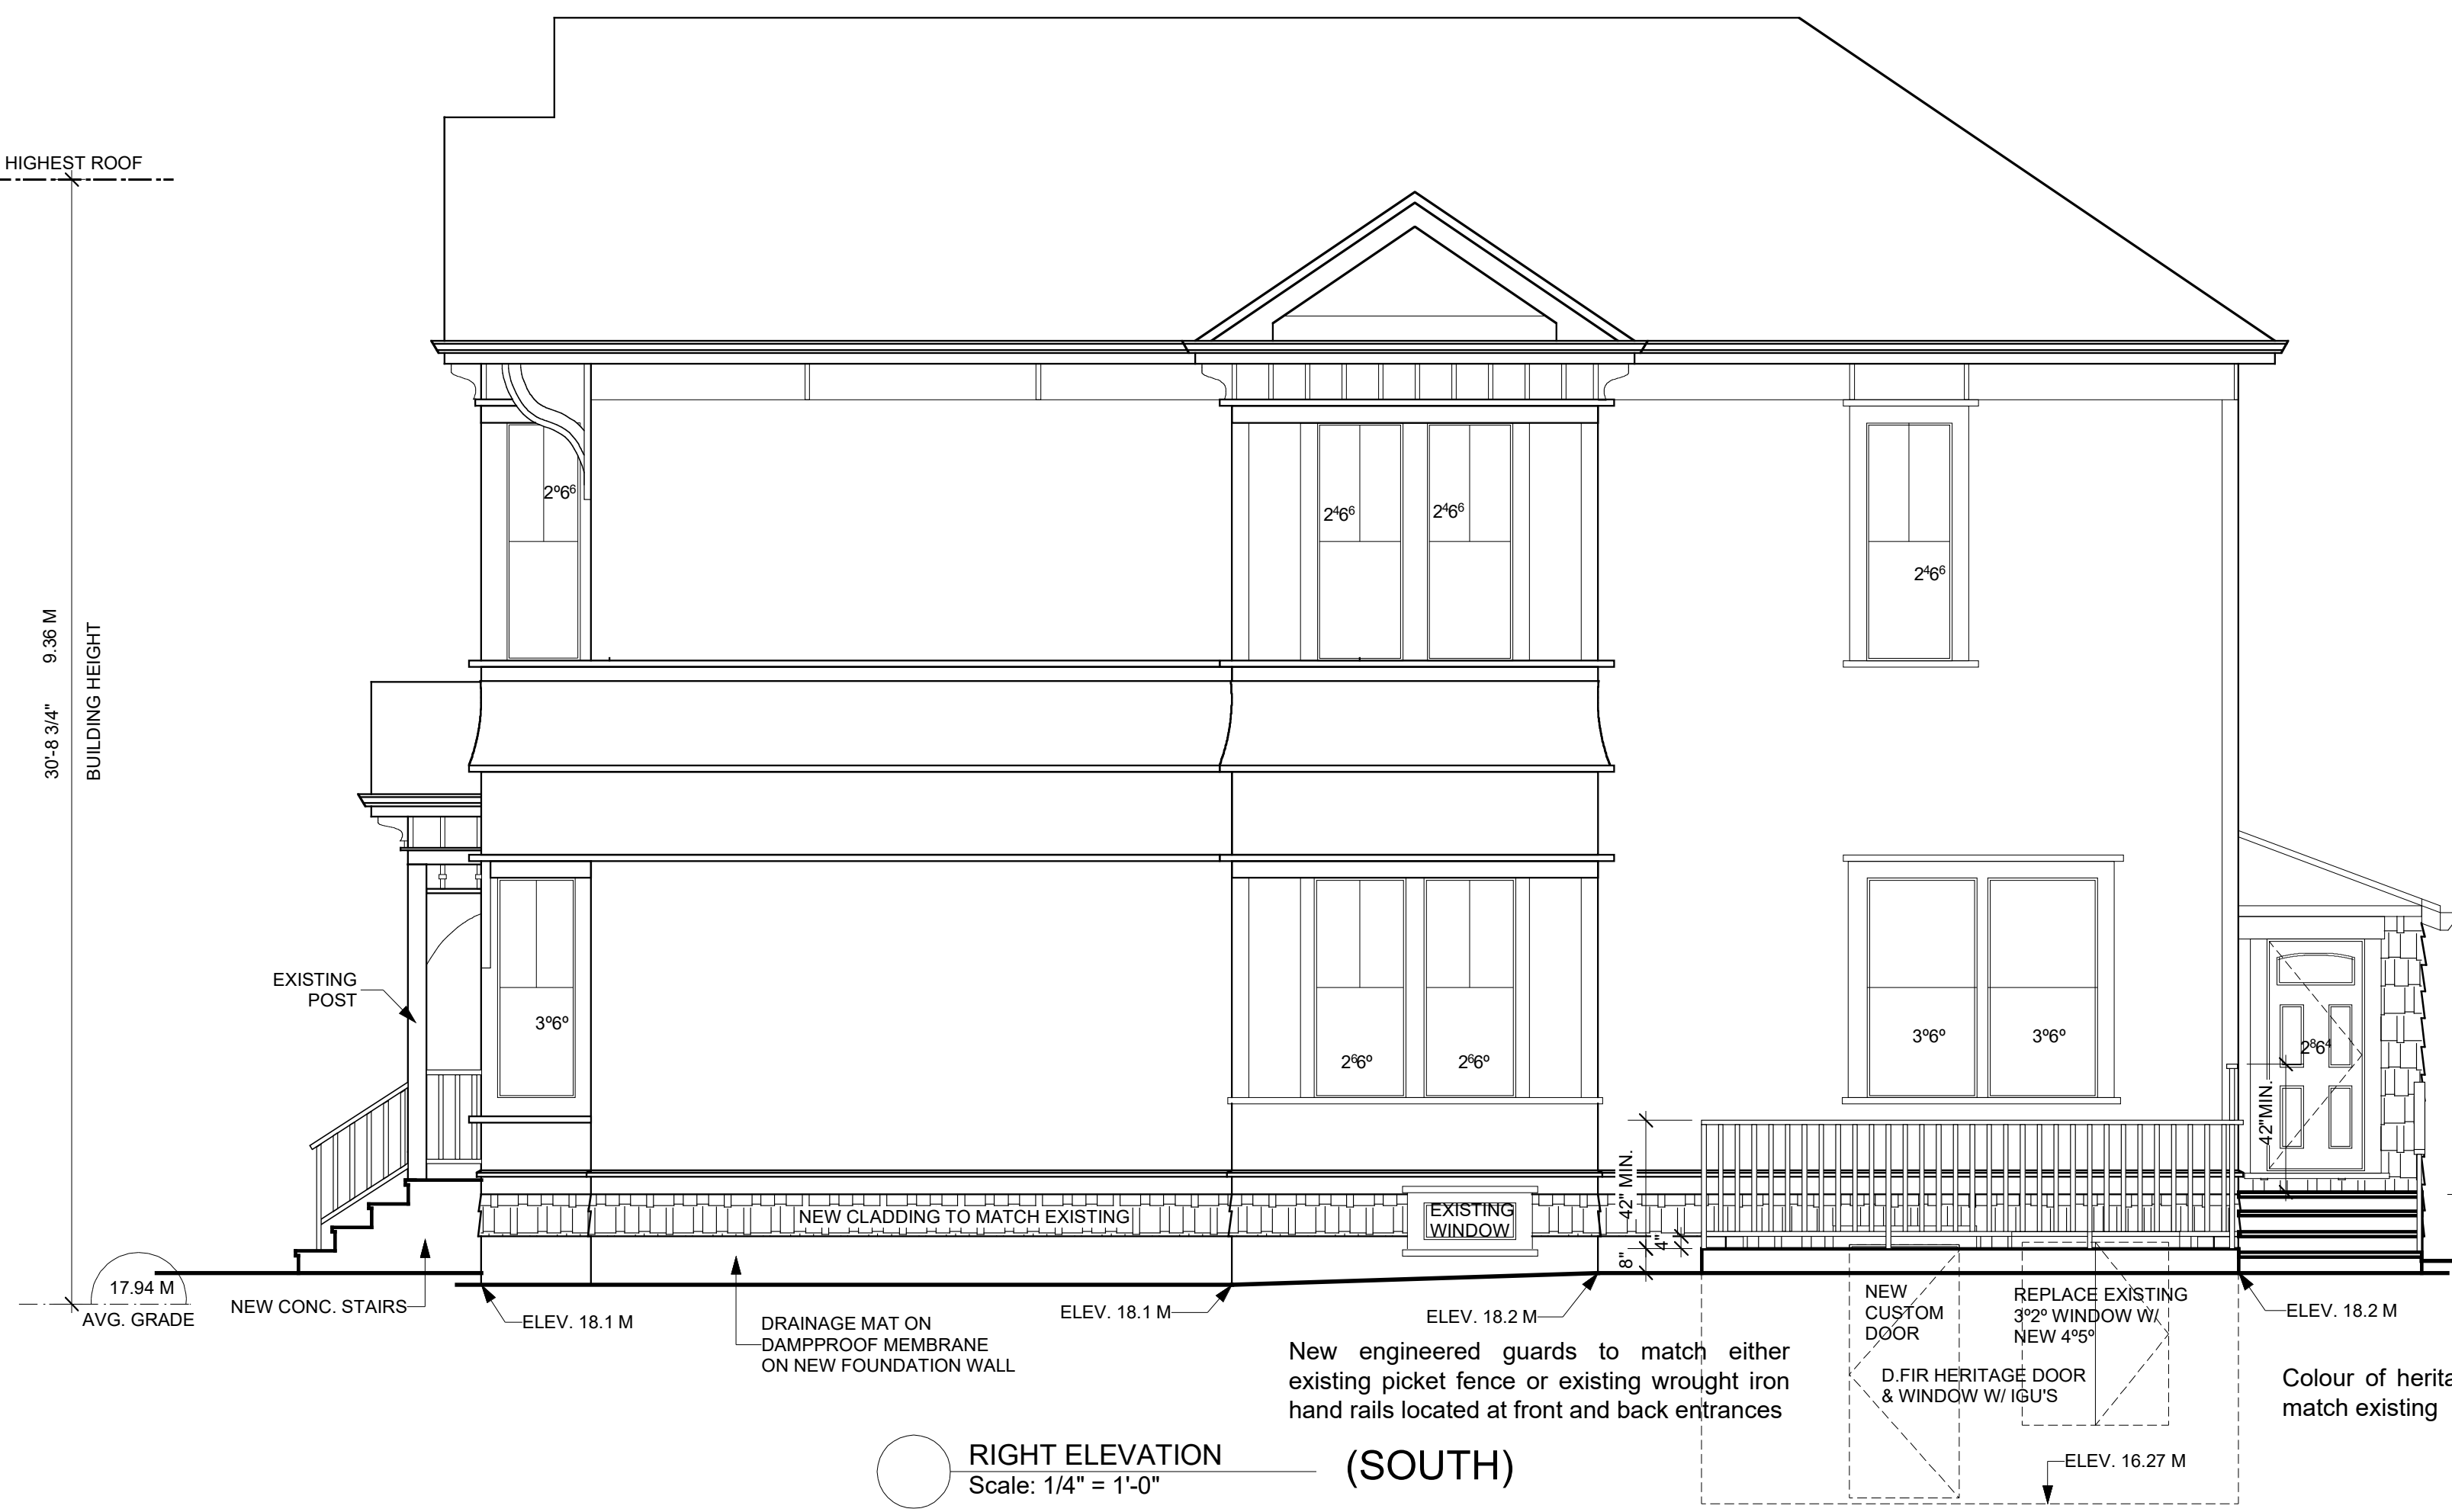 HIGHEST ROOF
9.36 M
30'-8 3/4"
BUILDING HEIGHT
17.94 M
AVG. GRADE
2⁰6⁶
2⁴6⁶
2⁴6⁶
2⁴6⁶
EXISTING
POST
3⁰6⁰
2⁶6⁰
2⁶6⁰
3⁰6⁰
3⁰6⁰
2⁸6⁴
42"MIN.
42" MIN.
4"
8"
NEW CLADDING TO MATCH EXISTING
EXISTING
WINDOW
NEW CONC. STAIRS
ELEV. 18.1 M
DRAINAGE MAT ON
DAMPPROOF MEMBRANE
ON NEW FOUNDATION WALL
ELEV. 18.1 M
ELEV. 18.2 M
NEW
CUSTOM
DOOR
REPLACE EXISTING
3⁰2⁰ WINDOW W/
NEW 4⁰5⁰
ELEV. 18.2 M
D.FIR HERITAGE DOOR
& WINDOW W/ IGU'S
New engineered guards to match either
existing picket fence or existing wrought iron
hand rails located at front and back entrances
Colour of herita
match existing
ELEV. 16.27 M
RIGHT ELEVATION
(SOUTH)
Scale: 1/4" = 1'-0"